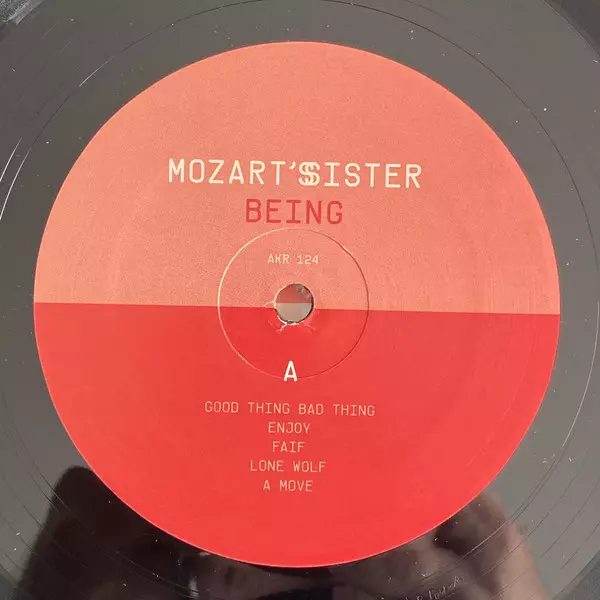 MOZART'S SISTER
BEING
AKR 124
A
GOOD THING BAD THING
ENJOY
FAIF
LONE WOLF
A MOVE